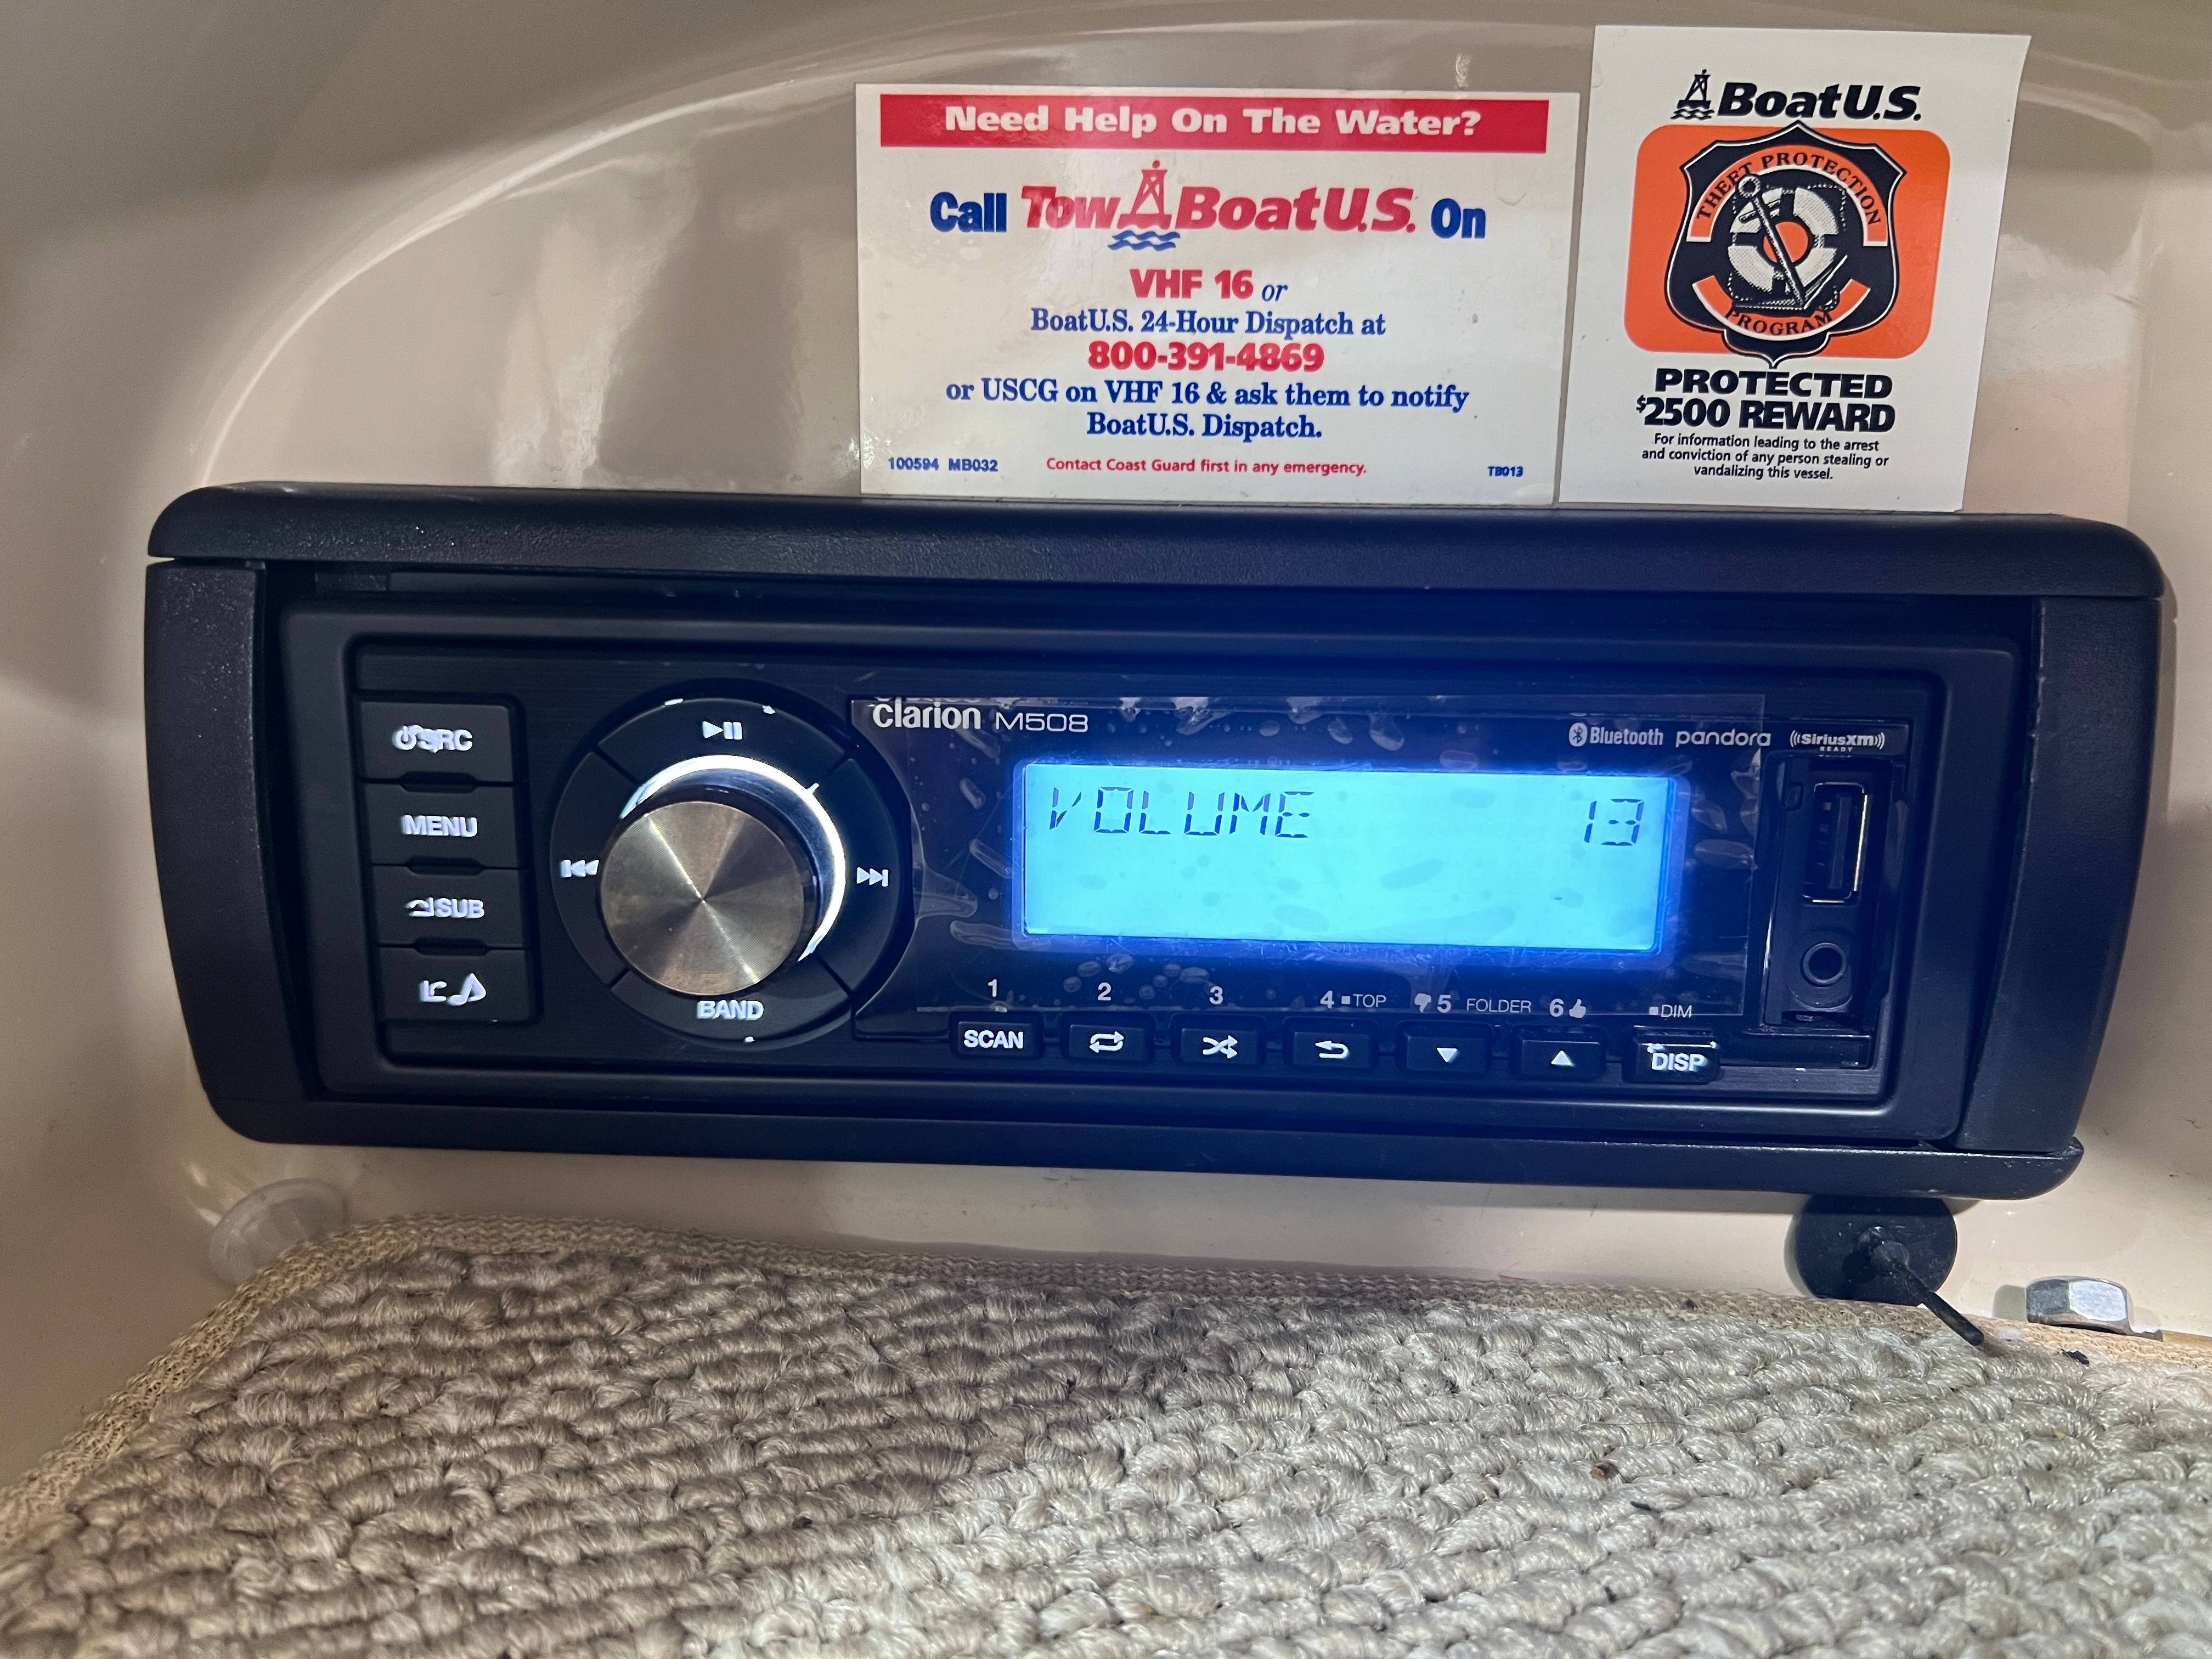 Need Help On The Water?
Call TowBoatU.S. On
VHF 16 or
BoatU.S. 24-Hour Dispatch at
800-391-4869
or USCG on VHF 16 & ask them to notify
BoatU.S. Dispatch.
100594 MB032
Contact Coast Guard first in any emergency.
TB013
BoatU.S.
THEFT PROTECTION
PROGRAM
PROTECTED
$2500 REWARD
For information leading to the arrest
and conviction of any person stealing or
vandalizing this vessel.
clarion M508
Bluetooth pandora ((SiriusXM))
READY
SRC
MENU
SUB
BAND
VOLUME 13
1 2 3 4 TOP 5 FOLDER 6 DIM
SCAN
DISP